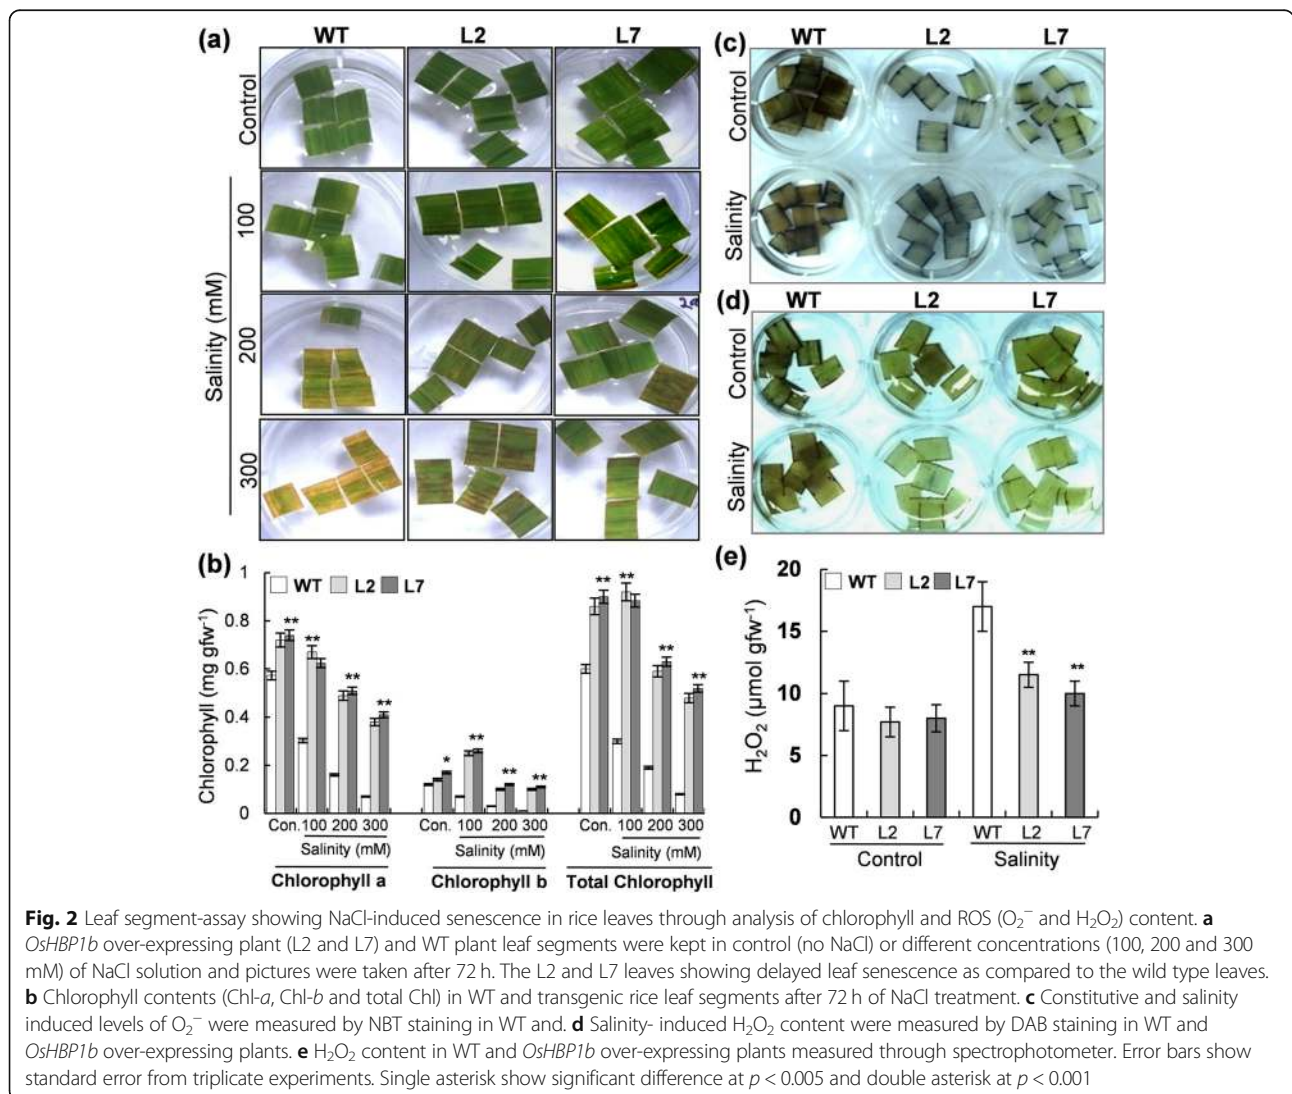 (a)
WT L2 L7
Control
Salinity (mM)
100
200
300
(c)
WT L2 L7
Control
Salinity
(d)
WT L2 L7
Control
Salinity
(b)
Chlorophyll (mg gfw⁻¹)
1
0.8
0.6
0.4
0.2
0
WT L2 L7
** ** ** **
* ** ** **
** ** ** **
Con. 100 200 300 Con. 100 200 300 Con. 100 200 300
Salinity (mM) Salinity (mM) Salinity (mM)
Chlorophyll a Chlorophyll b Total Chlorophyll
(e)
H₂O₂ (µmol gfw⁻¹)
20
15
10
5
0
WT L2 L7
** **
WT L2 L7 WT L2 L7
Control Salinity
Fig. 2 Leaf segment-assay showing NaCl-induced senescence in rice leaves through analysis of chlorophyll and ROS (O₂⁻ and H₂O₂) content. a
OsHBP1b over-expressing plant (L2 and L7) and WT plant leaf segments were kept in control (no NaCl) or different concentrations (100, 200 and 300
mM) of NaCl solution and pictures were taken after 72 h. The L2 and L7 leaves showing delayed leaf senescence as compared to the wild type leaves.
b Chlorophyll contents (Chl-a, Chl-b and total Chl) in WT and transgenic rice leaf segments after 72 h of NaCl treatment. c Constitutive and salinity
induced levels of O₂⁻ were measured by NBT staining in WT and. d Salinity- induced H₂O₂ content were measured by DAB staining in WT and
OsHBP1b over-expressing plants. e H₂O₂ content in WT and OsHBP1b over-expressing plants measured through spectrophotometer. Error bars show
standard error from triplicate experiments. Single asterisk show significant difference at p < 0.005 and double asterisk at p < 0.001